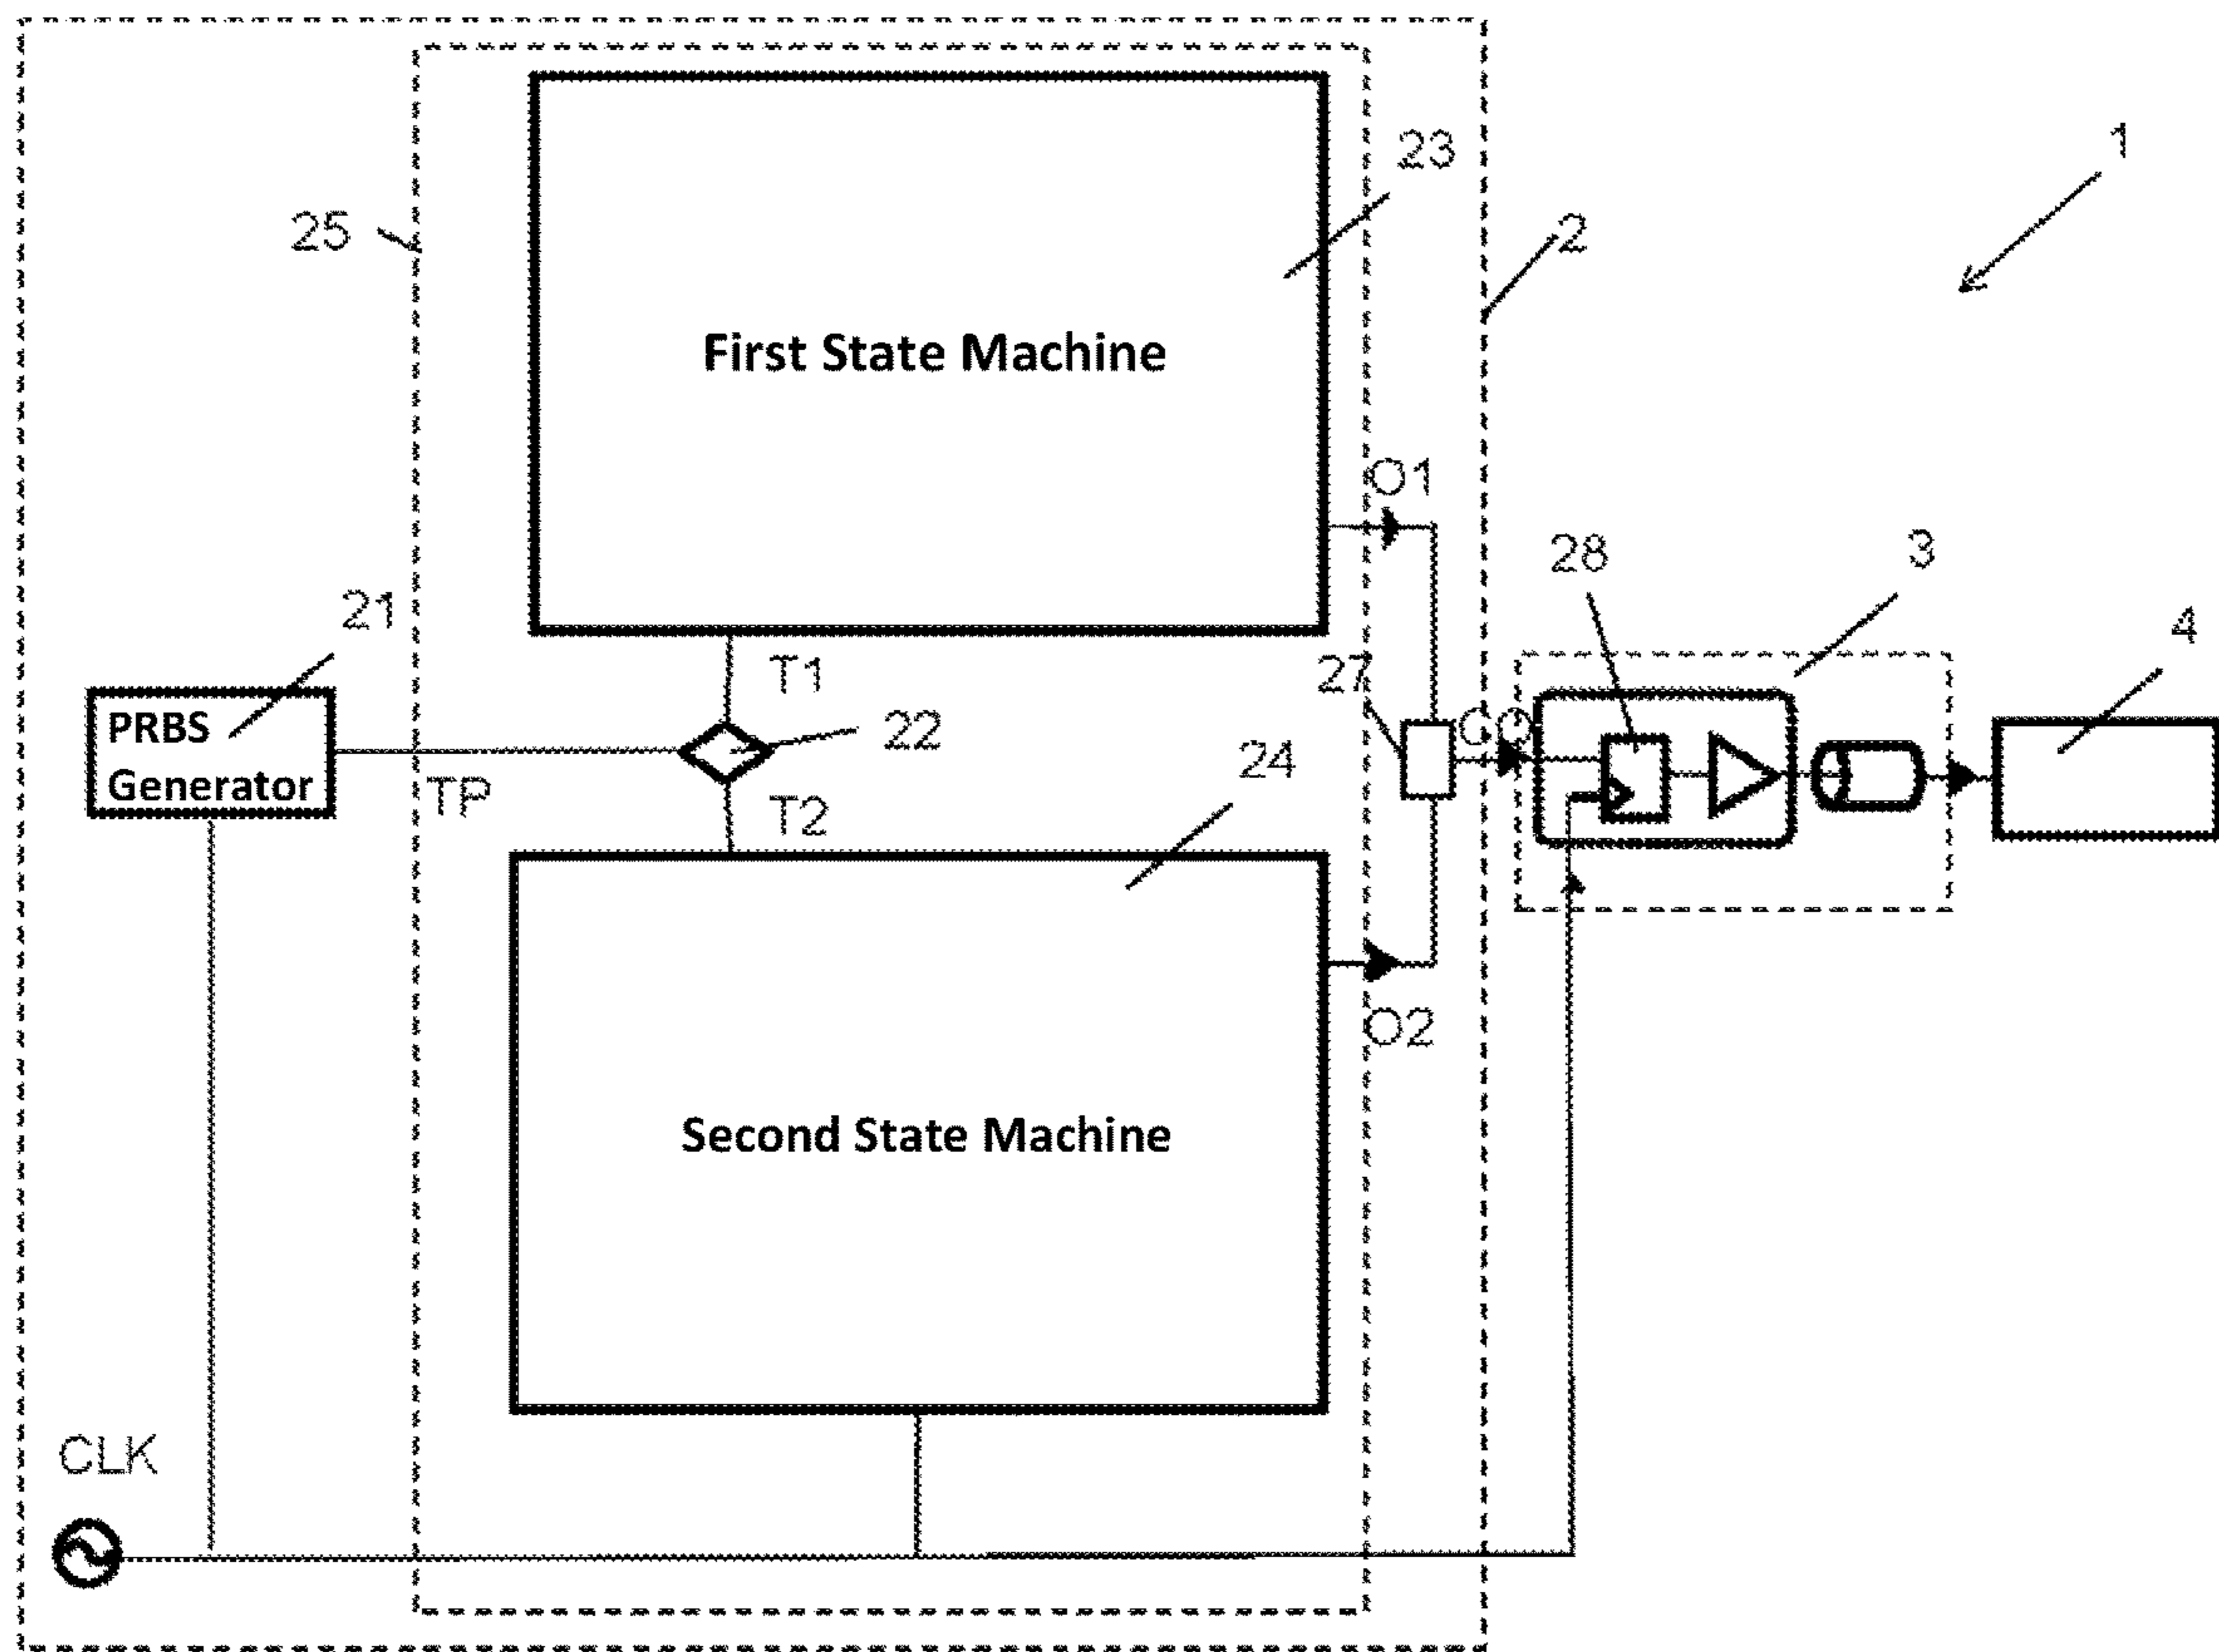 1
23
25
2
First State Machine
O1
28
3
21
4
27
T1
PRBS
Generator
CO
22
TP
24
T2
O2
Second State Machine
CLK